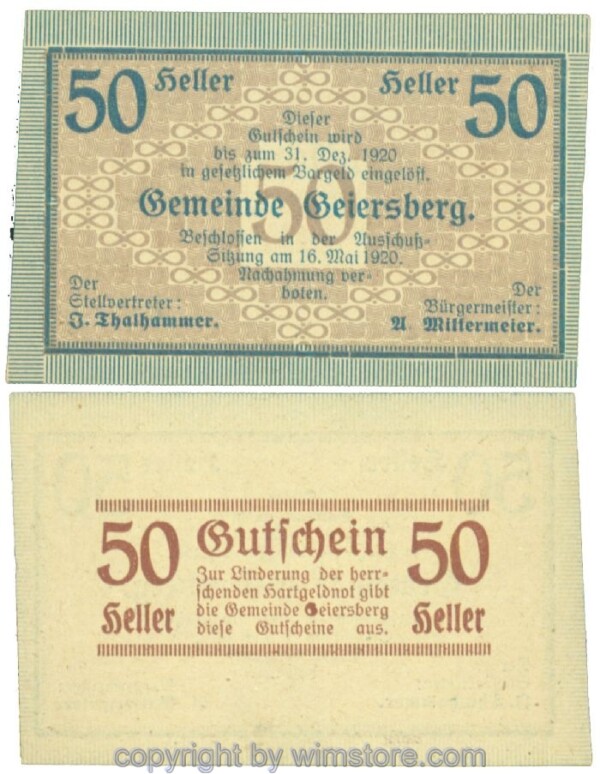 50 Heller Heller 50
Dieser
Gutschein wird
bis zum 31. Dez. 1920
in gesetzlichem Bargeld eingelöst.
50
Gemeinde Geiersberg.
Beschlossen in der Ausschuß-
Sitzung am 16. Mai 1920.
Nachahmung ver-
boten.
Der
Stellvertreter:
J. Thalhammer.
Der
Bürgermeister:
A. Mittermeier.
50 Gutschein 50
Zur Linderung der herr-
schenden Hartgeldnot gibt
die Gemeinde Geiersberg
diese Gutscheine aus.
Heller Heller
copyright by wimstore.com